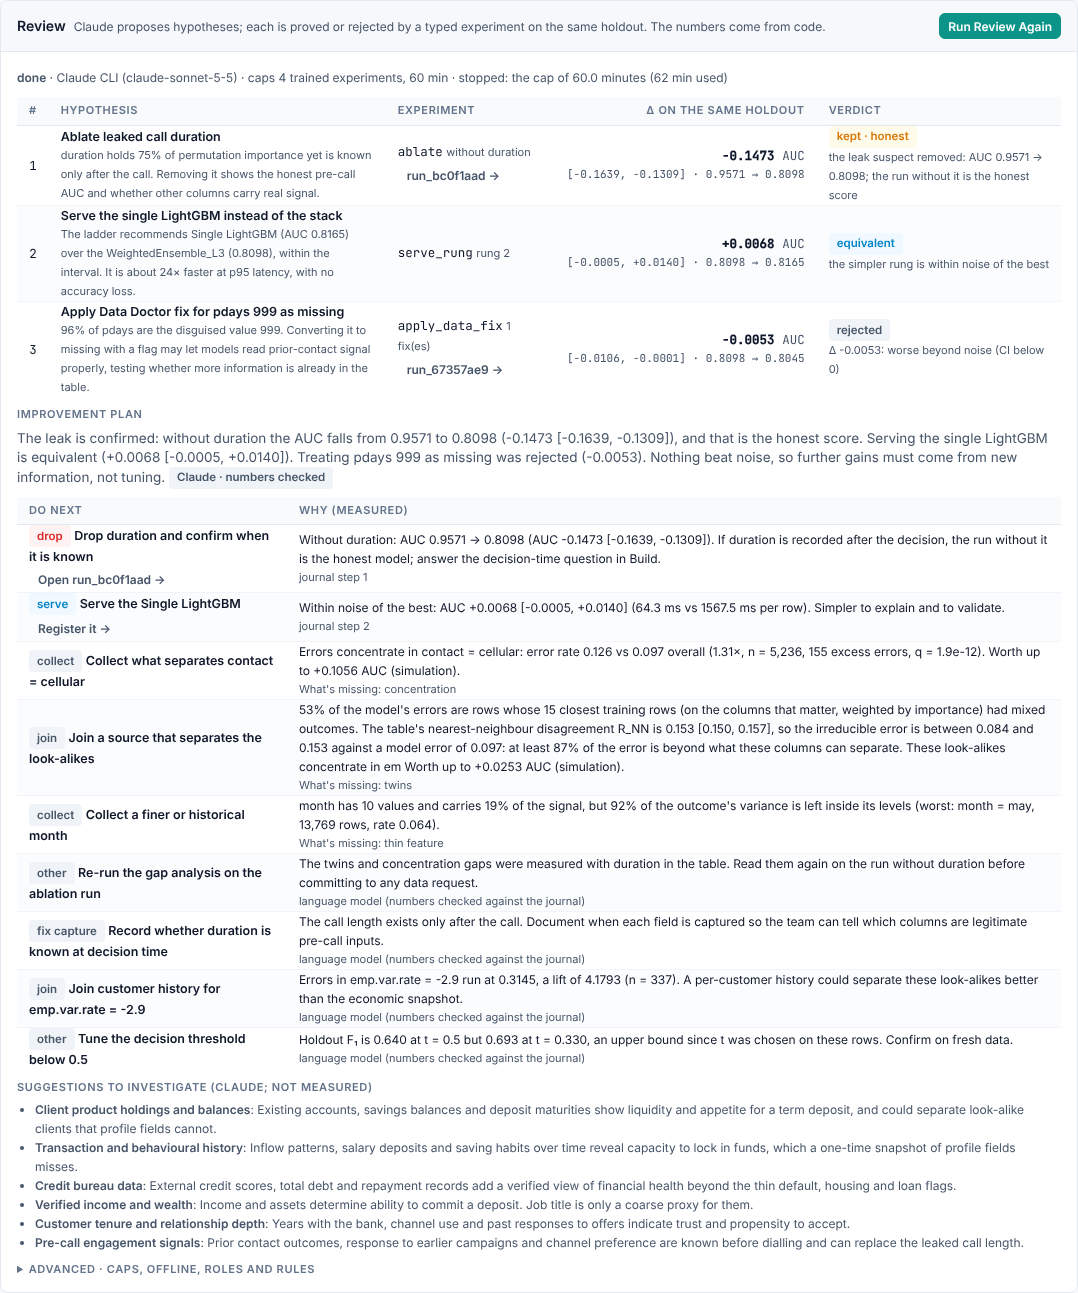 Review Claude proposes hypotheses; each is proved or rejected by a typed experiment on the same holdout. The numbers come from code.
Run Review Again
done · Claude CLI (claude-sonnet-5-5) · caps 4 trained experiments, 60 min · stopped: the cap of 60.0 minutes (62 min used)
# HYPOTHESIS EXPERIMENT Δ ON THE SAME HOLDOUT VERDICT
1
Ablate leaked call duration
duration holds 75% of permutation importance yet is known
only after the call. Removing it shows the honest pre-call
AUC and whether other columns carry real signal.
ablate without duration
run_bc0f1aad →
-0.1473 AUC
[-0.1639, -0.1309] · 0.9571 → 0.8098
kept · honest
the leak suspect removed: AUC 0.9571 →
0.8098; the run without it is the honest
score
2
Serve the single LightGBM instead of the stack
The ladder recommends Single LightGBM (AUC 0.8165)
over the WeightedEnsemble_L3 (0.8098), within the
interval. It is about 24× faster at p95 latency, with no
accuracy loss.
serve_rung rung 2
+0.0068 AUC
[-0.0005, +0.0140] · 0.8098 → 0.8165
equivalent
the simpler rung is within noise of the best
3
Apply Data Doctor fix for pdays 999 as missing
96% of pdays are the disguised value 999. Converting it to
missing with a flag may let models read prior-contact signal
properly, testing whether more information is already in the
table.
apply_data_fix 1
fix(es)
run_67357ae9 →
-0.0053 AUC
[-0.0106, -0.0001] · 0.8098 → 0.8045
rejected
Δ -0.0053: worse beyond noise (CI below
0)
IMPROVEMENT PLAN
The leak is confirmed: without duration the AUC falls from 0.9571 to 0.8098 (-0.1473 [-0.1639, -0.1309]), and that is the honest score. Serving the single LightGBM
is equivalent (+0.0068 [-0.0005, +0.0140]). Treating pdays 999 as missing was rejected (-0.0053). Nothing beat noise, so further gains must come from new
information, not tuning. Claude · numbers checked
DO NEXT WHY (MEASURED)
drop Drop duration and confirm when
it is known
Open run_bc0f1aad →
Without duration: AUC 0.9571 → 0.8098 (AUC -0.1473 [-0.1639, -0.1309]). If duration is recorded after the decision, the run without it
is the honest model; answer the decision-time question in Build.
journal step 1
serve Serve the Single LightGBM
Register it →
Within noise of the best: AUC +0.0068 [-0.0005, +0.0140] (64.3 ms vs 1567.5 ms per row). Simpler to explain and to validate.
journal step 2
collect Collect what separates contact
= cellular
Errors concentrate in contact = cellular: error rate 0.126 vs 0.097 overall (1.31×, n = 5,236, 155 excess errors, q = 1.9e-12). Worth up
to +0.1056 AUC (simulation).
What's missing: concentration
join Join a source that separates the
look-alikes
53% of the model's errors are rows whose 15 closest training rows (on the columns that matter, weighted by importance) had mixed
outcomes. The table's nearest-neighbour disagreement R_NN is 0.153 [0.150, 0.157], so the irreducible error is between 0.084 and
0.153 against a model error of 0.097: at least 87% of the error is beyond what these columns can separate. These look-alikes
concentrate in em Worth up to +0.0253 AUC (simulation).
What's missing: twins
collect Collect a finer or historical
month
month has 10 values and carries 19% of the signal, but 92% of the outcome's variance is left inside its levels (worst: month = may,
13,769 rows, rate 0.064).
What's missing: thin feature
other Re-run the gap analysis on the
ablation run
The twins and concentration gaps were measured with duration in the table. Read them again on the run without duration before
committing to any data request.
language model (numbers checked against the journal)
fix capture Record whether duration is
known at decision time
The call length exists only after the call. Document when each field is captured so the team can tell which columns are legitimate
pre-call inputs.
language model (numbers checked against the journal)
join Join customer history for
emp.var.rate = -2.9
Errors in emp.var.rate = -2.9 run at 0.3145, a lift of 4.1793 (n = 337). A per-customer history could separate these look-alikes better
than the economic snapshot.
language model (numbers checked against the journal)
other Tune the decision threshold
below 0.5
Holdout F₁ is 0.640 at t = 0.5 but 0.693 at t = 0.330, an upper bound since t was chosen on these rows. Confirm on fresh data.
language model (numbers checked against the journal)
SUGGESTIONS TO INVESTIGATE (CLAUDE; NOT MEASURED)
• Client product holdings and balances: Existing accounts, savings balances and deposit maturities show liquidity and appetite for a term deposit, and could separate look-alike
clients that profile fields cannot.
• Transaction and behavioural history: Inflow patterns, salary deposits and saving habits over time reveal capacity to lock in funds, which a one-time snapshot of profile fields
misses.
• Credit bureau data: External credit scores, total debt and repayment records add a verified view of financial health beyond the thin default, housing and loan flags.
• Verified income and wealth: Income and assets determine ability to commit a deposit. Job title is only a coarse proxy for them.
• Customer tenure and relationship depth: Years with the bank, channel use and past responses to offers indicate trust and propensity to accept.
• Pre-call engagement signals: Prior contact outcomes, response to earlier campaigns and channel preference are known before dialling and can replace the leaked call length.
▶ ADVANCED · CAPS, OFFLINE, ROLES AND RULES